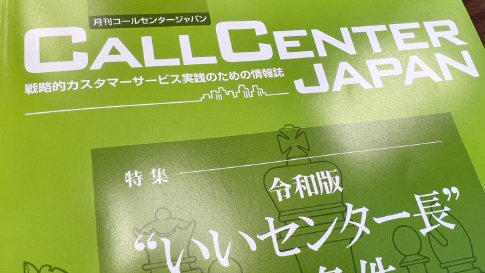 月刊コールセンタージャパン
CALLCENTER
JAPAN
戦略的カスタマーサービス実践のための情報誌
特集
令和版
“いいセンター長”
条件